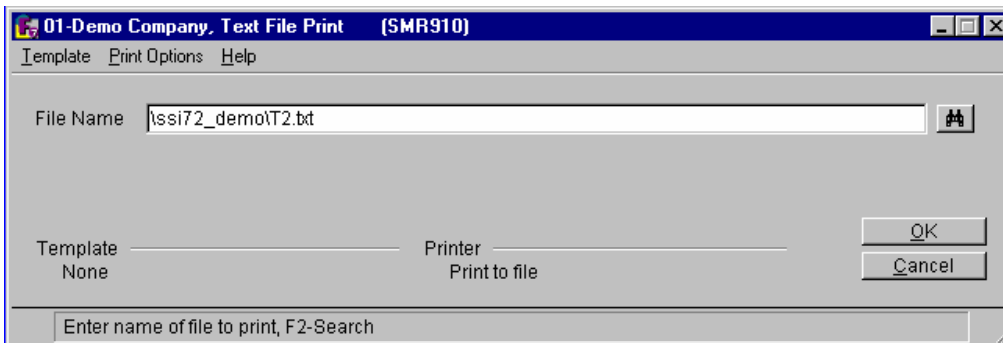 01-Demo Company, Text File Print (SMR910)
Template Print Options Help
File Name \ssi72_demo\T2.txt
OK
Template Printer
None Print to file
Cancel
Enter name of file to print, F2-Search